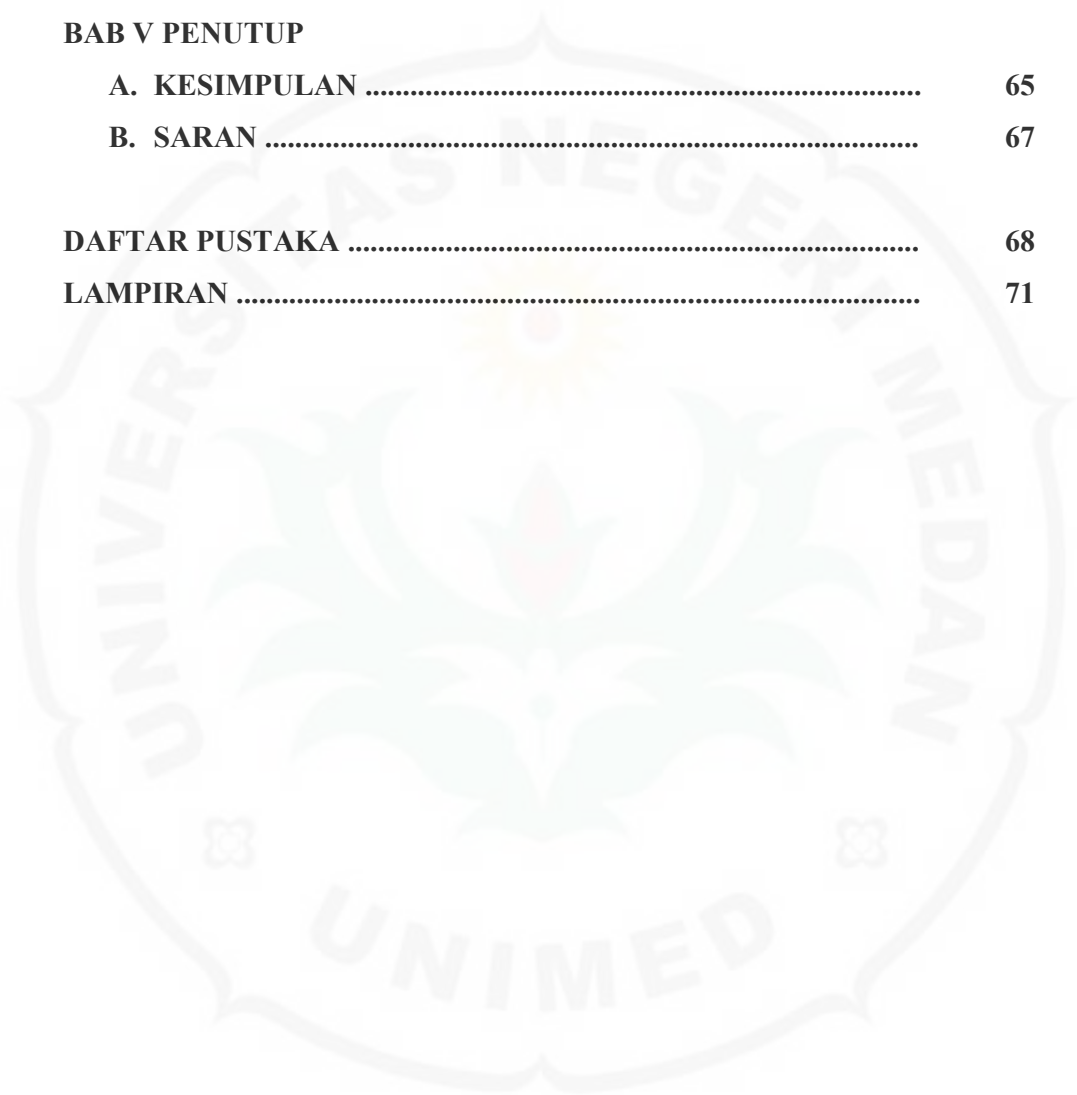 BAB V PENUTUP
A. KESIMPULAN ........................................................................... 65
B. SARAN ........................................................................................ 67
DAFTAR PUSTAKA ............................................................................. 68
LAMPIRAN ............................................................................................ 71
UNIVERSITAS NEGERI MEDAN
UNIMED